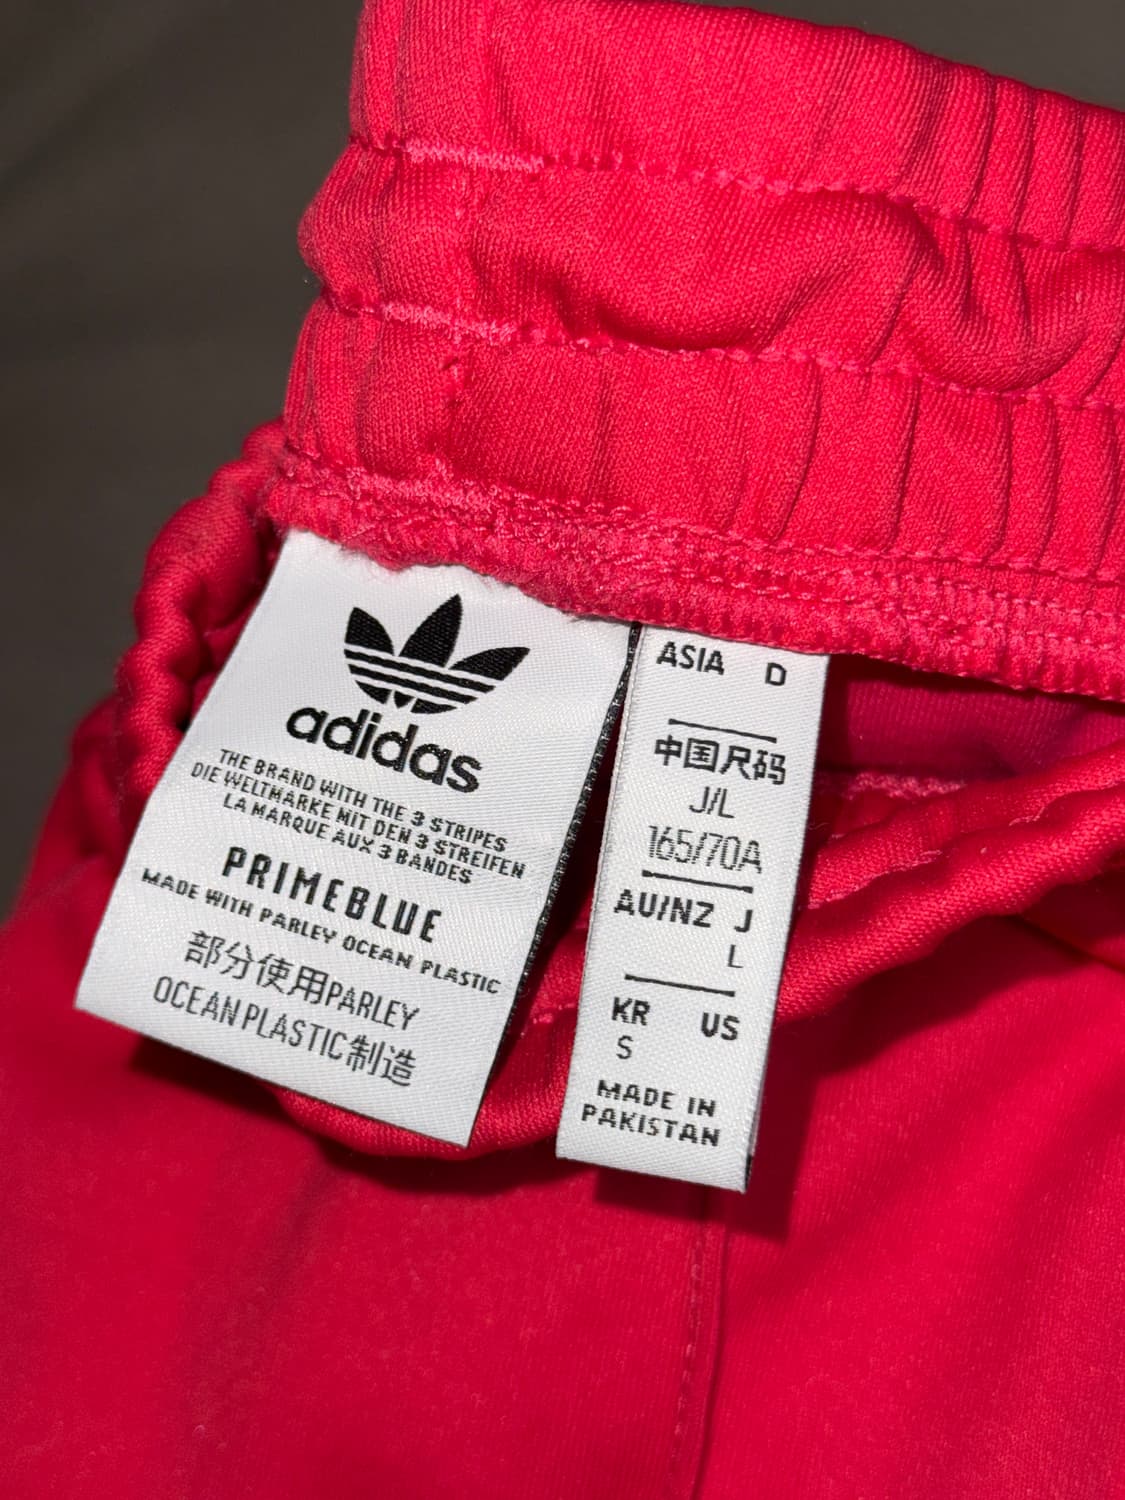 adidas
THE BRAND WITH THE 3 STRIPES
DIE WELTMARKE MIT DEN 3 STREIFEN
LA MARQUE AUX 3 BANDES
PRIMEBLUE
MADE WITH PARLEY OCEAN PLASTIC
部分使用PARLEY
OCEAN PLASTIC制造
ASIA D
中国尺码
J/L
165/70A
AU/NZ J
L
KR US
S
MADE IN
PAKISTAN